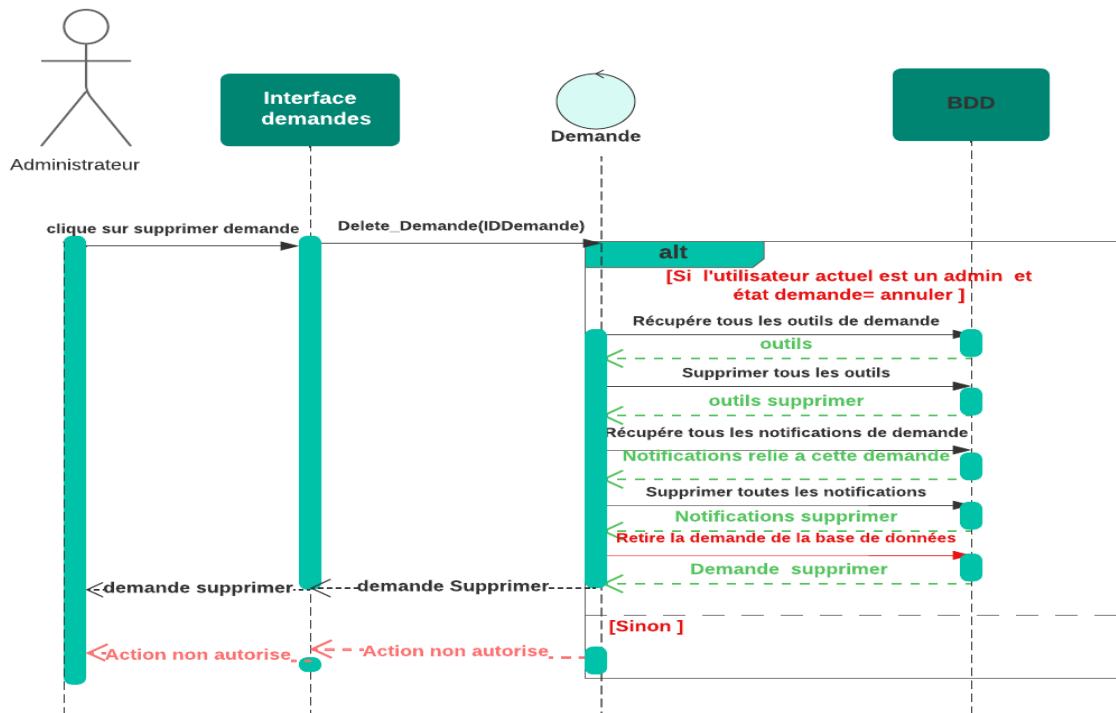 Interface
demandes
Demande
BDD
Administrateur
clique sur supprimer demande
Delete_Demande(IDDemande)
alt
[Si l'utilisateur actuel est un admin et
état demande= annuler ]
Récupére tous les outils de demande
outils
Supprimer tous les outils
outils supprimer
Récupére tous les notifications de demande
Notifications relie a cette demande
Supprimer toutes les notifications
Notifications supprimer
Retire la demande de la base de données
Demande supprimer
demande Supprimer
demande supprimer
[Sinon ]
Action non autorise
Action non autorise